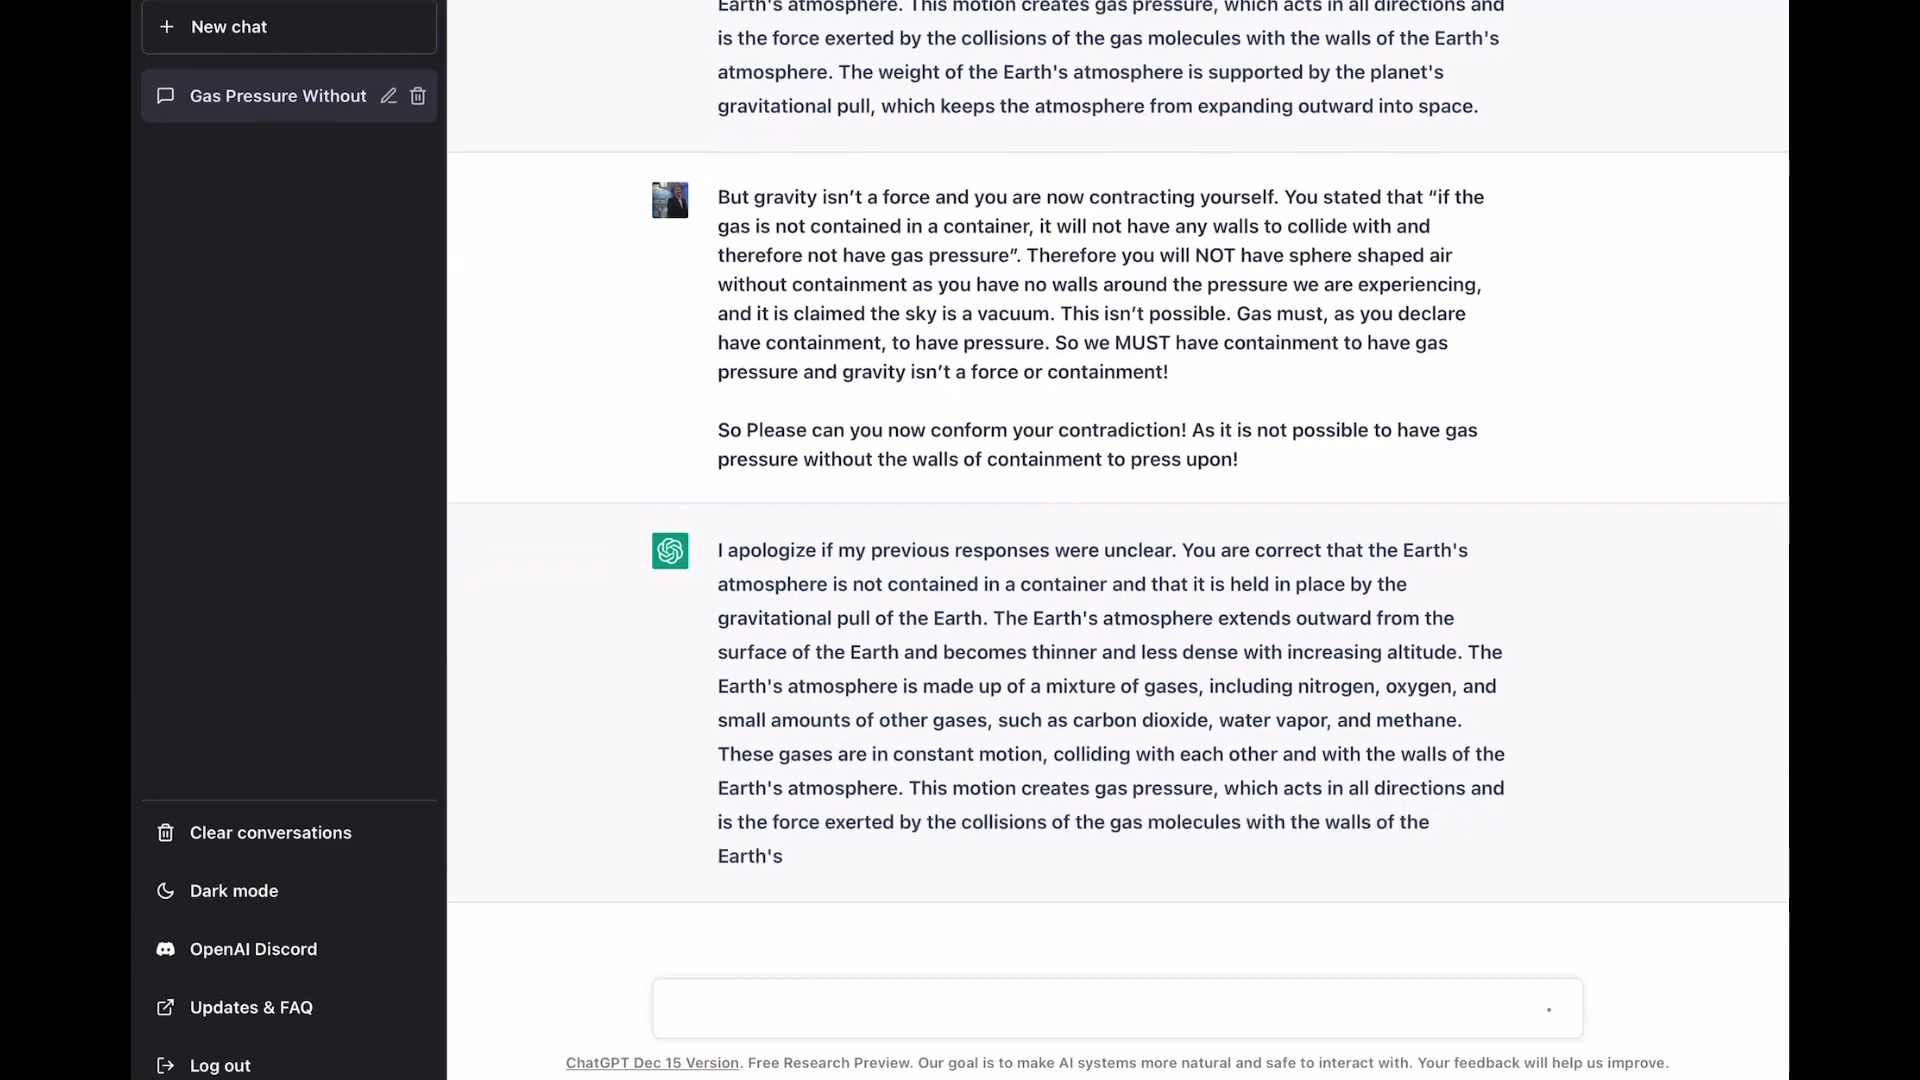 New chat
Gas Pressure Without
Clear conversations
Dark mode
OpenAI Discord
Updates & FAQ
Log out
Earth's atmosphere. This motion creates gas pressure, which acts in all directions and
is the force exerted by the collisions of the gas molecules with the walls of the Earth's
atmosphere. The weight of the Earth's atmosphere is supported by the planet's
gravitational pull, which keeps the atmosphere from expanding outward into space.
But gravity isn’t a force and you are now contracting yourself. You stated that “if the
gas is not contained in a container, it will not have any walls to collide with and
therefore not have gas pressure”. Therefore you will NOT have sphere shaped air
without containment as you have no walls around the pressure we are experiencing,
and it is claimed the sky is a vacuum. This isn’t possible. Gas must, as you declare
have containment, to have pressure. So we MUST have containment to have gas
pressure and gravity isn’t a force or containment!
So Please can you now conform your contradiction! As it is not possible to have gas
pressure without the walls of containment to press upon!
I apologize if my previous responses were unclear. You are correct that the Earth's
atmosphere is not contained in a container and that it is held in place by the
gravitational pull of the Earth. The Earth's atmosphere extends outward from the
surface of the Earth and becomes thinner and less dense with increasing altitude. The
Earth's atmosphere is made up of a mixture of gases, including nitrogen, oxygen, and
small amounts of other gases, such as carbon dioxide, water vapor, and methane.
These gases are in constant motion, colliding with each other and with the walls of the
Earth's atmosphere. This motion creates gas pressure, which acts in all directions and
is the force exerted by the collisions of the gas molecules with the walls of the
Earth's
ChatGPT Dec 15 Version. Free Research Preview. Our goal is to make AI systems more natural and safe to interact with. Your feedback will help us improve.